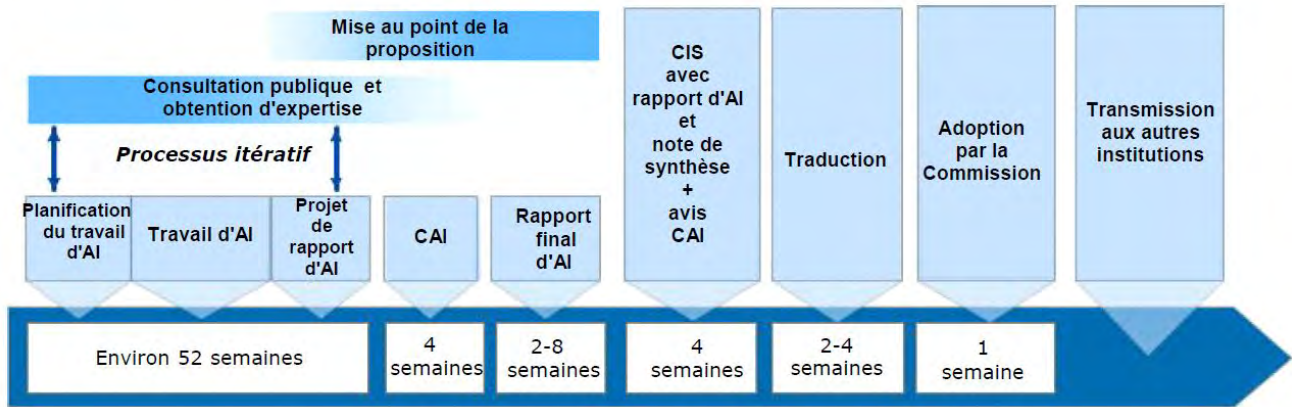 Mise au point de la
proposition
Consultation publique et
obtention d'expertise
Processus itératif
Planification
du travail
d'AI
Travail d'AI
Projet
de
rapport
d'AI
CAI
Rapport
final
d'AI
CIS
avec
rapport d'AI
et
note de
synthèse
+
avis
CAI
Traduction
Adoption
par la
Commission
Transmission
aux autres
institutions
Environ 52 semaines
4
semaines
2-8
semaines
4
semaines
2-4
semaines
1
semaine